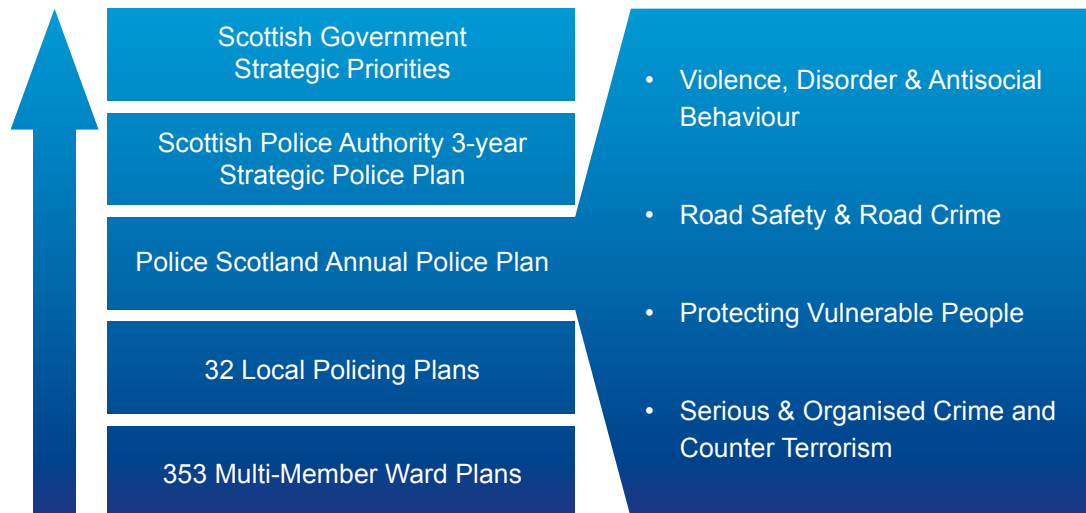 Scottish Government
Strategic Priorities
Scottish Police Authority 3-year
Strategic Police Plan
Police Scotland Annual Police Plan
32 Local Policing Plans
353 Multi-Member Ward Plans
• Violence, Disorder & Antisocial
Behaviour
• Road Safety & Road Crime
• Protecting Vulnerable People
• Serious & Organised Crime and
Counter Terrorism